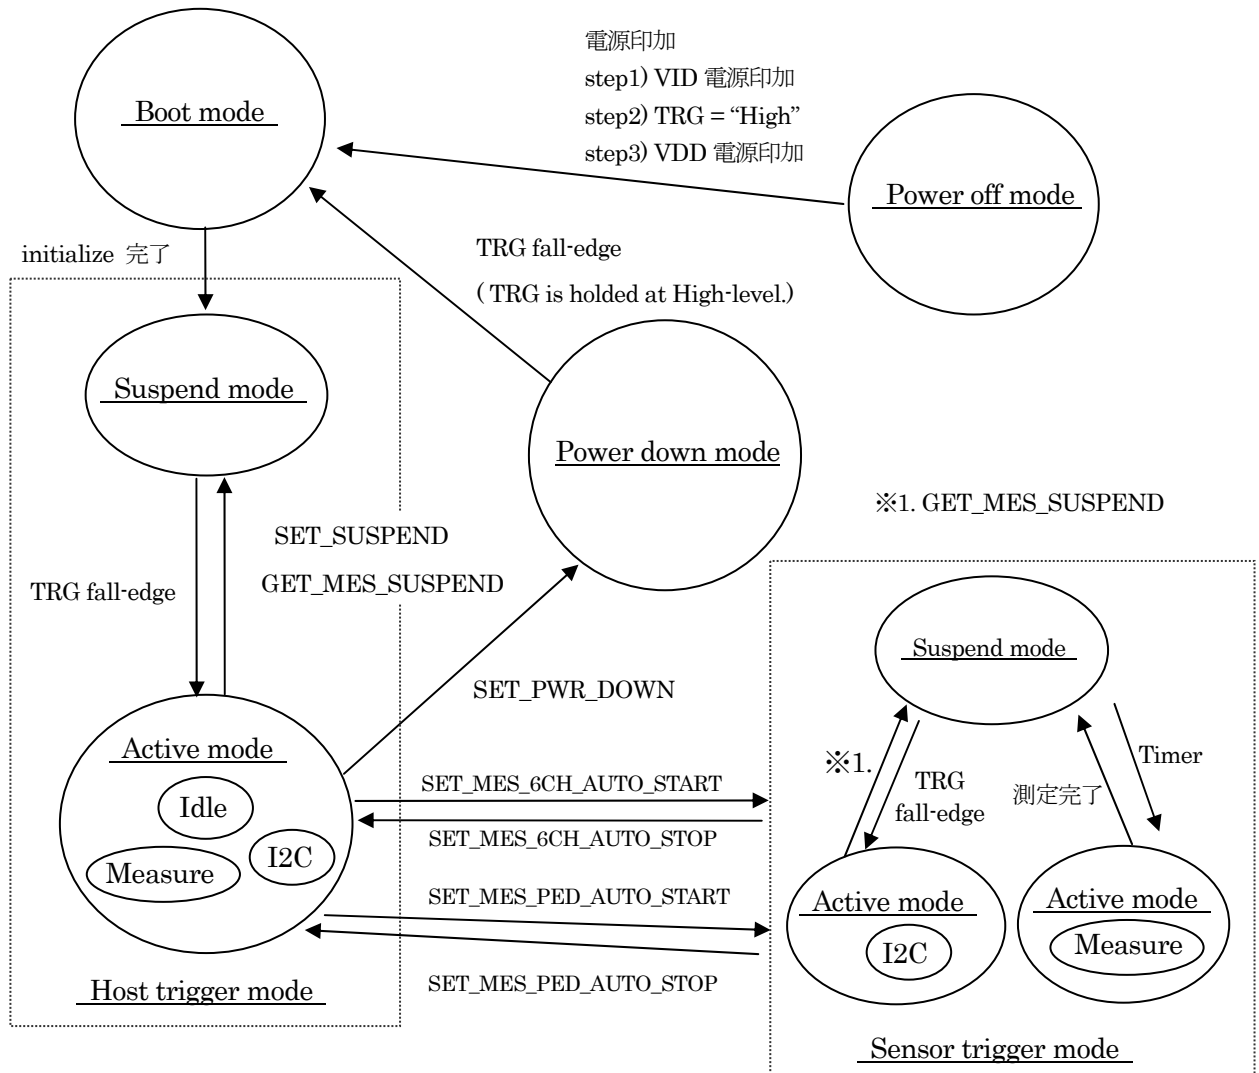 電源印加
step1) VID 電源印加
step2) TRG = “High”
step3) VDD 電源印加
Boot mode
Power off mode
initialize 完了
TRG fall-edge
( TRG is holded at High-level.)
Suspend mode
Power down mode
※1. GET_MES_SUSPEND
SET_SUSPEND
GET_MES_SUSPEND
TRG fall-edge
SET_PWR_DOWN
Suspend mode
Active mode
Idle
Measure
I2C
SET_MES_6CH_AUTO_START
SET_MES_6CH_AUTO_STOP
SET_MES_PED_AUTO_START
SET_MES_PED_AUTO_STOP
Host trigger mode
※1.
TRG
fall-edge
測定完了
Timer
Active mode
I2C
Active mode
Measure
Sensor trigger mode